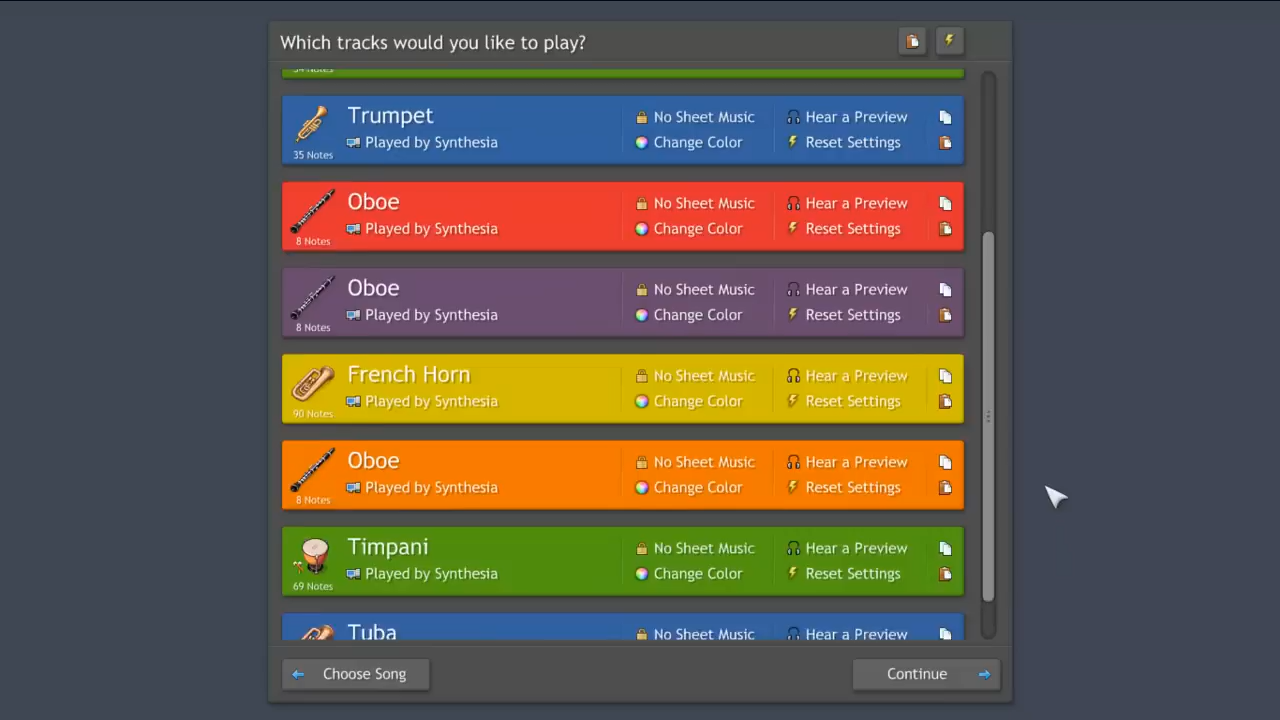 Which tracks would you like to play?
Trumpet
No Sheet Music
Hear a Preview
Played by Synthesia
Change Color
Reset Settings
35 Notes
Oboe
No Sheet Music
Hear a Preview
Played by Synthesia
Change Color
Reset Settings
8 Notes
Oboe
No Sheet Music
Hear a Preview
Played by Synthesia
Change Color
Reset Settings
8 Notes
French Horn
No Sheet Music
Hear a Preview
Played by Synthesia
Change Color
Reset Settings
90 Notes
Oboe
No Sheet Music
Hear a Preview
Played by Synthesia
Change Color
Reset Settings
8 Notes
Timpani
No Sheet Music
Hear a Preview
Played by Synthesia
Change Color
Reset Settings
69 Notes
Tuba
No Sheet Music
Hear a Preview
Choose Song
Continue